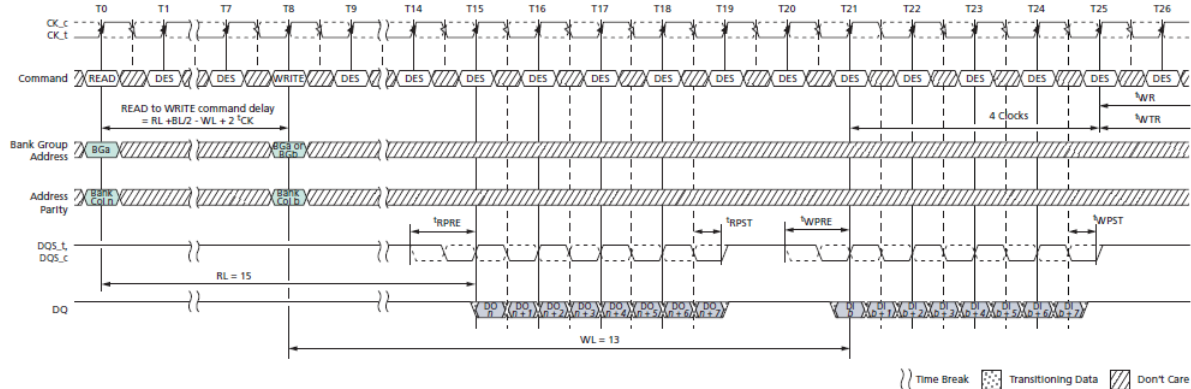 T0 T1 T7 T8 T9 T14 T15 T16 T17 T18 T19 T20 T21 T22 T23 T24 T25 T26
CK_c
CK_t
Command READ DES DES WRITE DES DES DES DES DES DES DES DES DES DES DES DES DES DES
READ to WRITE command delay
= RL +BL/2 - WL + 2 tCK
tWR
4 Clocks
tWTR
Bank Group
Address
BGa
BGa or
BGb
Address
Parity
Bank
Col n
Bank
Col b
tRPRE
tRPST
tWPRE
tWPST
DQS_t,
DQS_c
RL = 15
DQ
DO
n
DO
n + 1
DO
n + 2
DO
n + 3
DO
n + 4
DO
n + 5
DO
n + 6
DO
n + 7
DI
b
DI
b + 1
DI
b + 2
DI
b + 3
DI
b + 4
DI
b + 5
DI
b + 6
DI
b + 7
WL = 13
Time Break
Transitioning Data
Don't Care